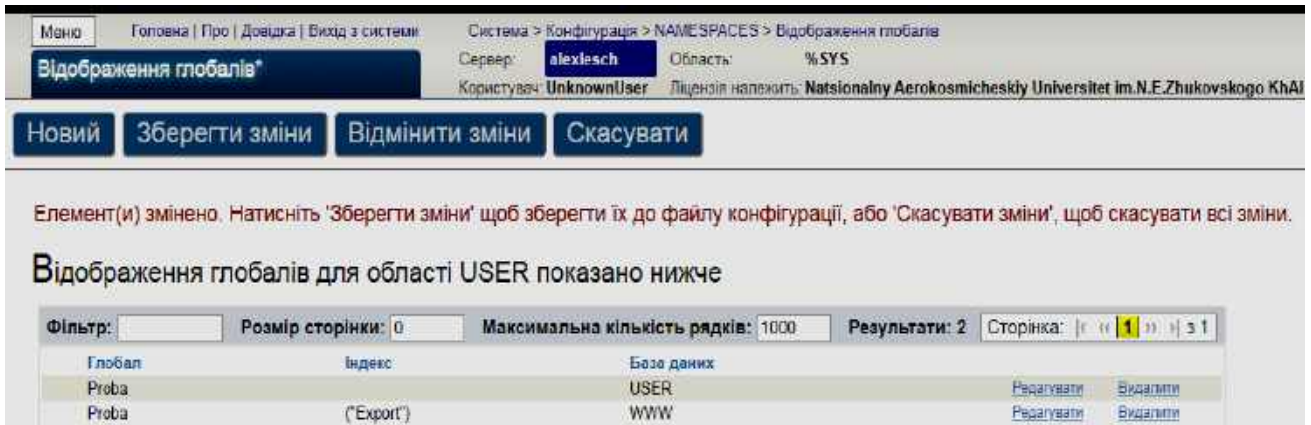 Меню Головна | Про | Довідка | Вихід з системи Система > Конфігурація > NAMESPACES > Відображення глобалів
Відображення глобалів* Сервер: alexlesch Область: %SYS
Користувач: UnknownUser Ліцензія належить: Natsionalny Aerokosmicheskiy Universitet im.N.E.Zhukovskogo KhAI
Новий Зберегти зміни Відмінити зміни Скасувати
Елемент(и) змінено. Натисніть 'Зберегти зміни' щоб зберегти їх до файлу конфігурації, або 'Скасувати зміни', щоб скасувати всі зміни.
Відображення глобалів для області USER показано нижче
Фільтр: Розмір сторінки: 0 Максимальна кількість рядків: 1000 Результати: 2 Сторінка: |« « 1 » »| з 1
Глобал Індекс База даних
Proba USER Редагувати Видалити
Proba ("Export") WWW Редагувати Видалити